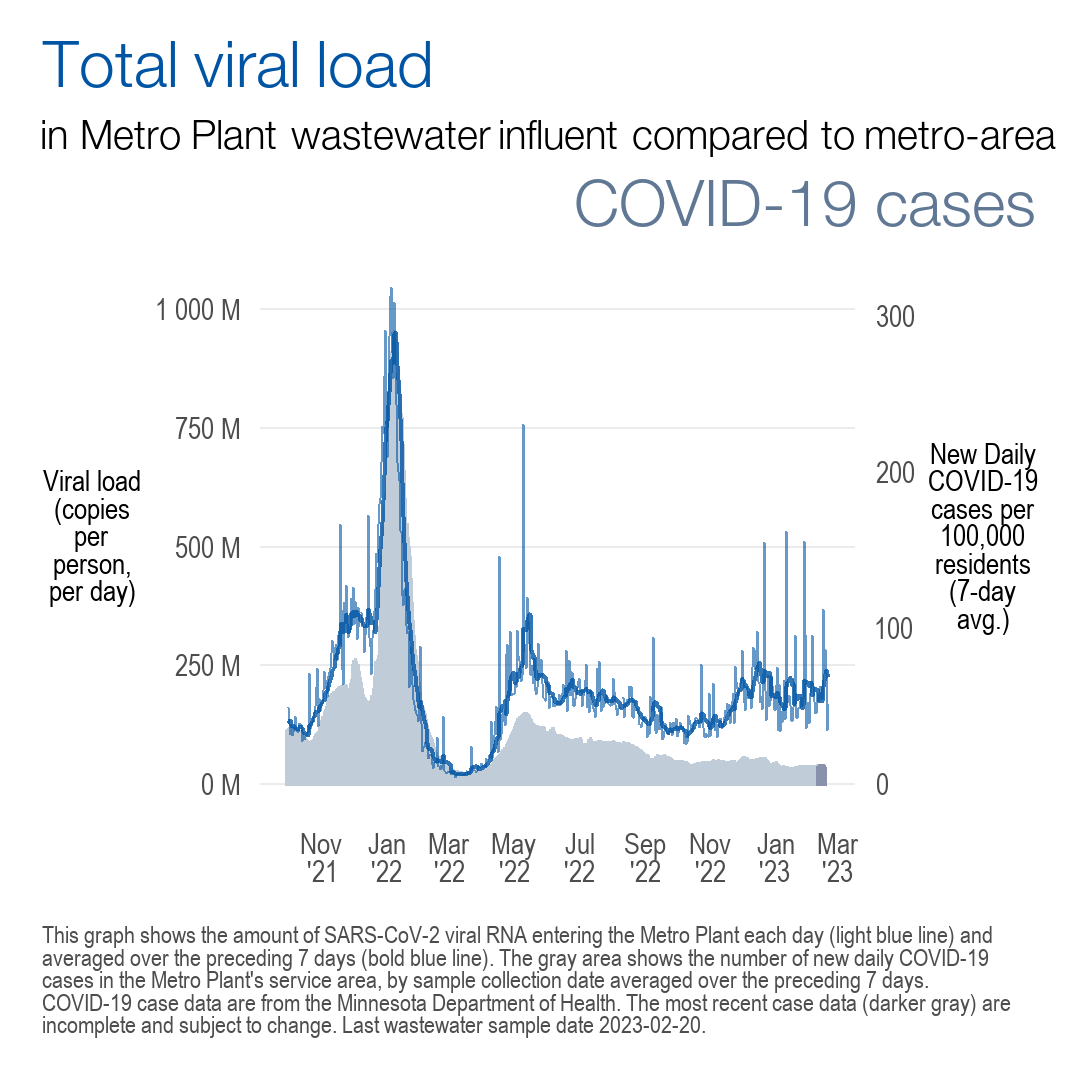 Total viral load
in Metro Plant wastewater influent compared to metro-area
COVID-19 cases
1 000 M
750 M
500 M
250 M
0 M
Viral load
(copies
per
person,
per day)
300
200
100
0
New Daily
COVID-19
cases per
100,000
residents
(7-day
avg.)
Nov Jan Mar May Jul Sep Nov Jan Mar
'21 '22 '22 '22 '22 '22 '22 '23 '23
This graph shows the amount of SARS-CoV-2 viral RNA entering the Metro Plant each day (light blue line) and
averaged over the preceding 7 days (bold blue line). The gray area shows the number of new daily COVID-19
cases in the Metro Plant's service area, by sample collection date averaged over the preceding 7 days.
COVID-19 case data are from the Minnesota Department of Health. The most recent case data (darker gray) are
incomplete and subject to change. Last wastewater sample date 2023-02-20.